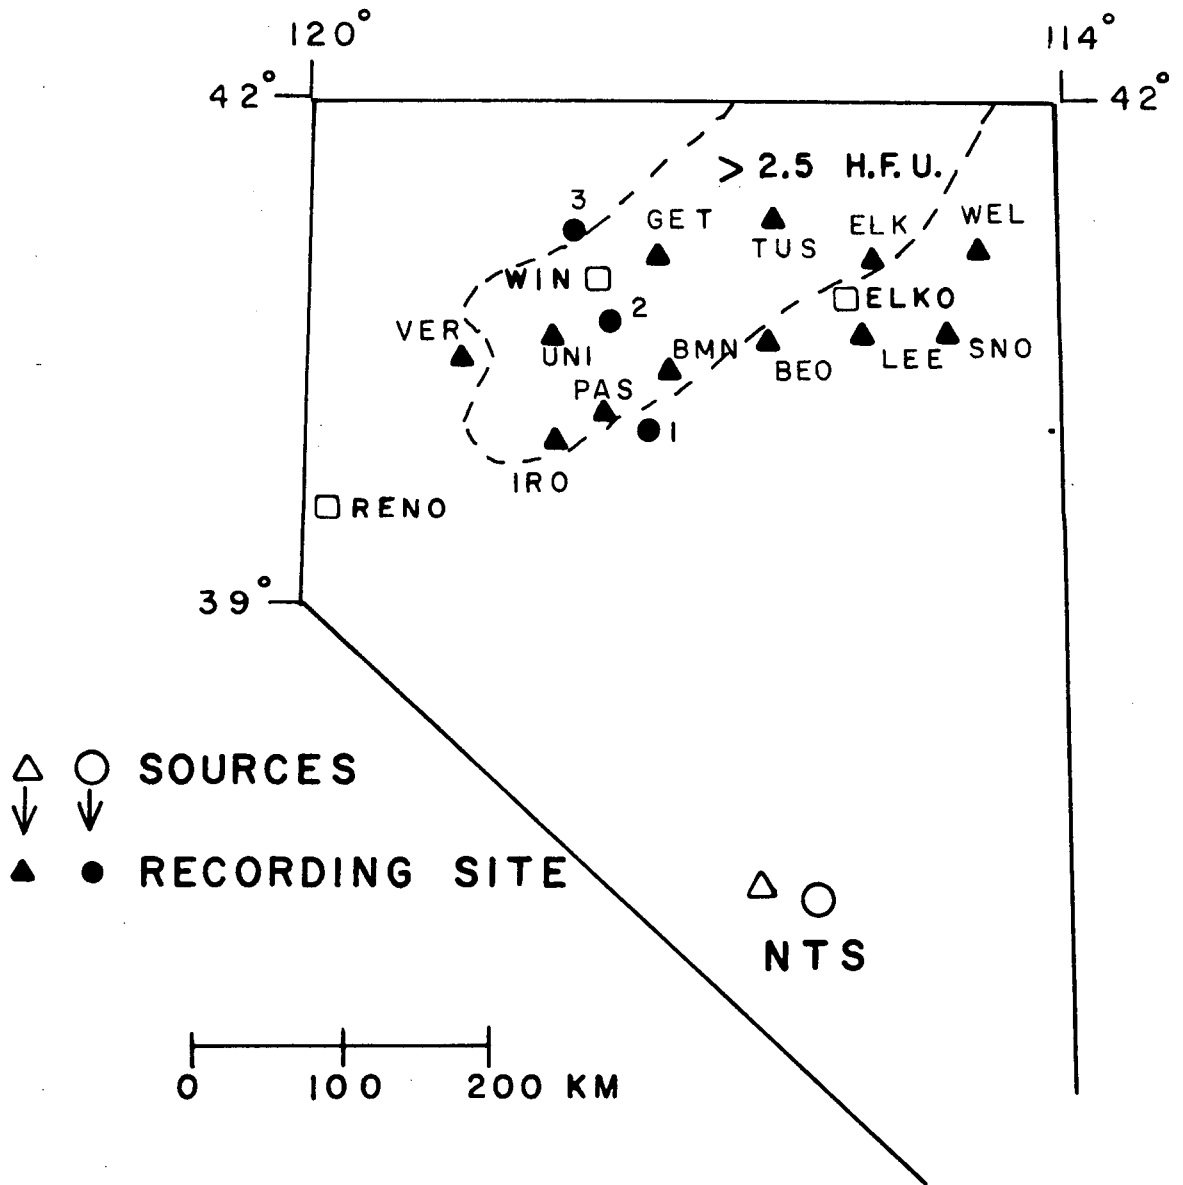 120°
114°
42°
42°
> 2.5 H.F.U.
3
GET
TUS
ELK
WEL
WIN
2
ELKO
VER
UNI
BMN
BEO
LEE
SNO
PAS
1
IRO
RENO
39°
SOURCES
RECORDING SITE
NTS
0 100 200 KM